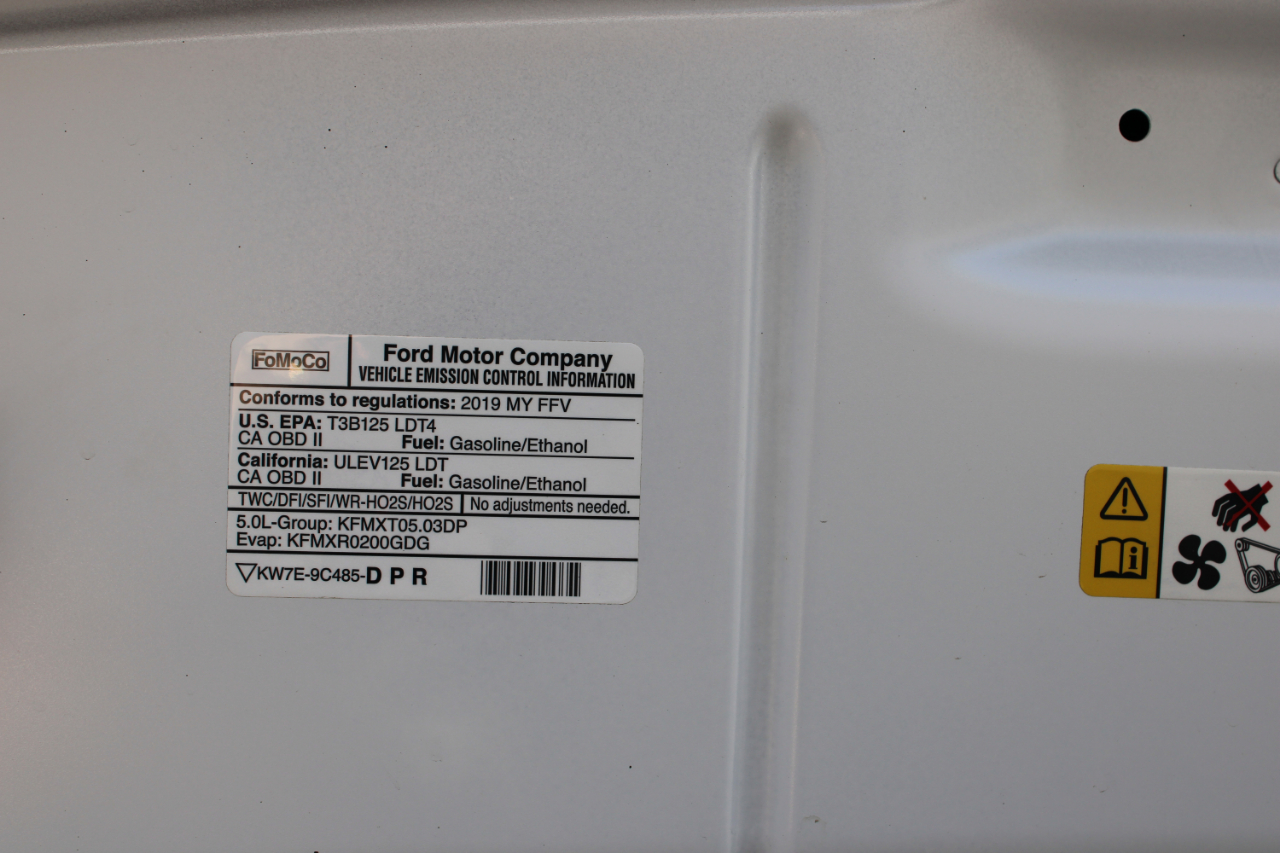 FoMoCo
Ford Motor Company
VEHICLE EMISSION CONTROL INFORMATION
Conforms to regulations: 2019 MY FFV
U.S. EPA: T3B125 LDT4
CA OBD II Fuel: Gasoline/Ethanol
California: ULEV125 LDT
CA OBD II Fuel: Gasoline/Ethanol
TWC/DFI/SFI/WR-HO2S/HO2S No adjustments needed.
5.0L-Group: KFMXT05.03DP
Evap: KFMXR0200GDG
KW7E-9C485-D P R